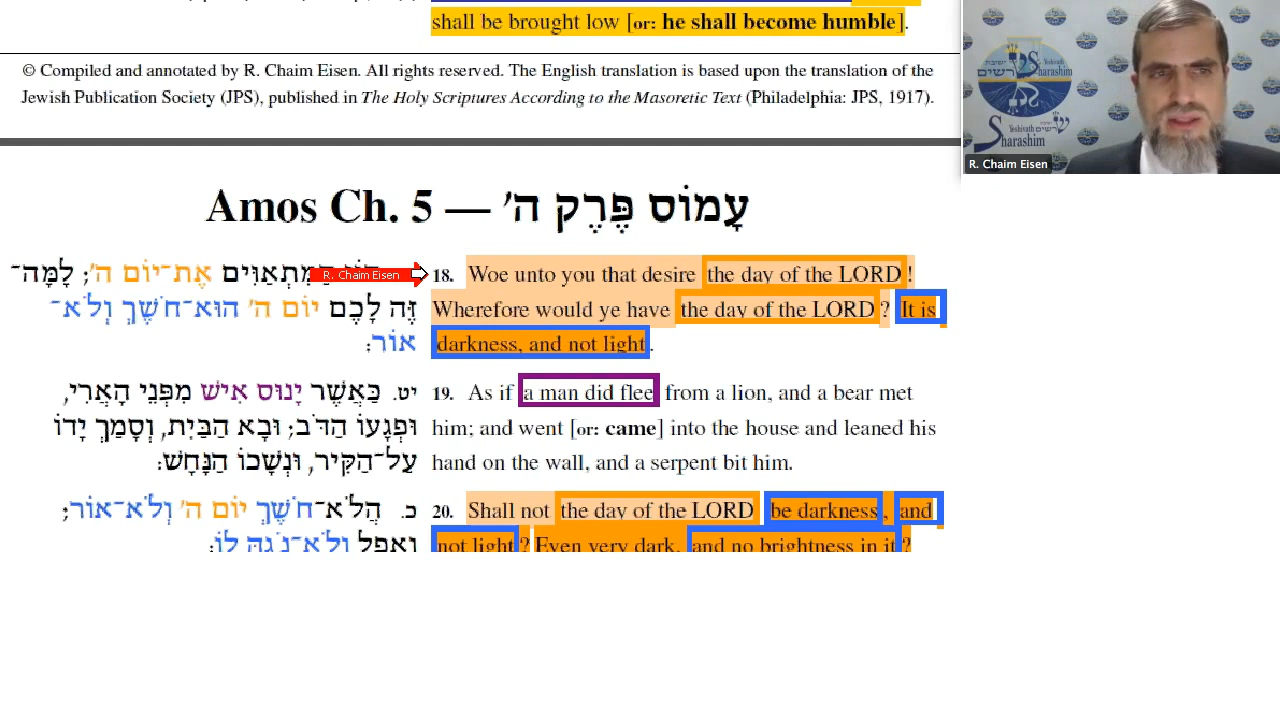 shall be brought low [or: he shall become humble].
© Compiled and annotated by R. Chaim Eisen. All rights reserved. The English translation is based upon the translation of the
Jewish Publication Society (JPS), published in The Holy Scriptures According to the Masoretic Text (Philadelphia: JPS, 1917).
Yeshivath
Sharashim
R. Chaim Eisen
Amos Ch. 5 — עָמוֹס פֶּרֶק ה'
הַמִּתְאַוִּים אֶת־יוֹם ה'; לָמָּה־
זֶּה לָכֶם יוֹם ה' הוּא־חֹשֶׁךְ וְלֹא־
אוֹר:
R. Chaim Eisen
18. Woe unto you that desire the day of the LORD!
Wherefore would ye have the day of the LORD? It is
darkness, and not light.
יט. כַּאֲשֶׁר יָנוּס אִישׁ מִפְּנֵי הָאֲרִי,
וּפְגָעוֹ הַדֹּב; וּבָא הַבַּיִת, וְסָמַךְ יָדוֹ
עַל־הַקִּיר, וּנְשָׁכוֹ הַנָּחָשׁ:
19. As if a man did flee from a lion, and a bear met
him; and went [or: came] into the house and leaned his
hand on the wall, and a serpent bit him.
כ. הֲלֹא־חֹשֶׁךְ יוֹם ה' וְלֹא־אוֹר;
וְאָפֵל וְלֹא־נֹגַהּ לוֹ:
20. Shall not the day of the LORD be darkness, and
not light? Even very dark, and no brightness in it?